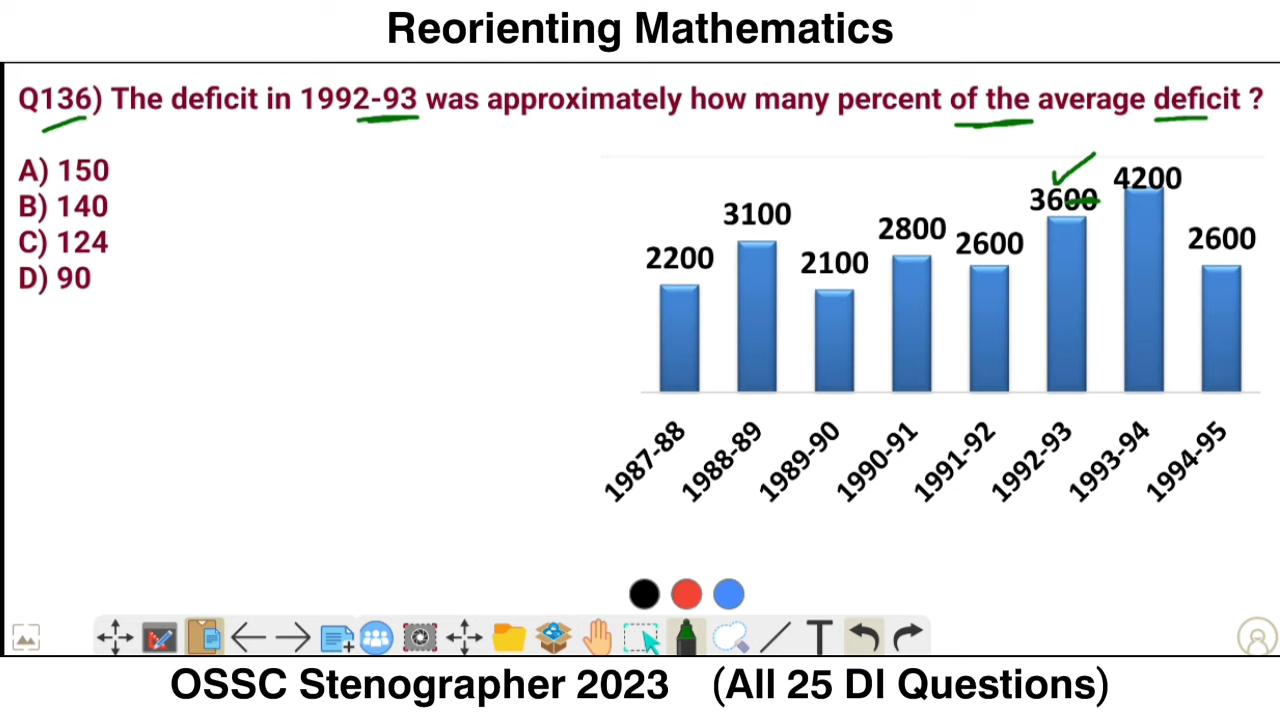 Reorienting Mathematics
Q136) The deficit in 1992-93 was approximately how many percent of the average deficit ?
A) 150
B) 140
C) 124
D) 90
2200
3100
2100
2800
2600
3600
4200
2600
1987-88
1988-89
1989-90
1990-91
1991-92
1992-93
1993-94
1994-95
T
OSSC Stenographer 2023 (All 25 DI Questions)